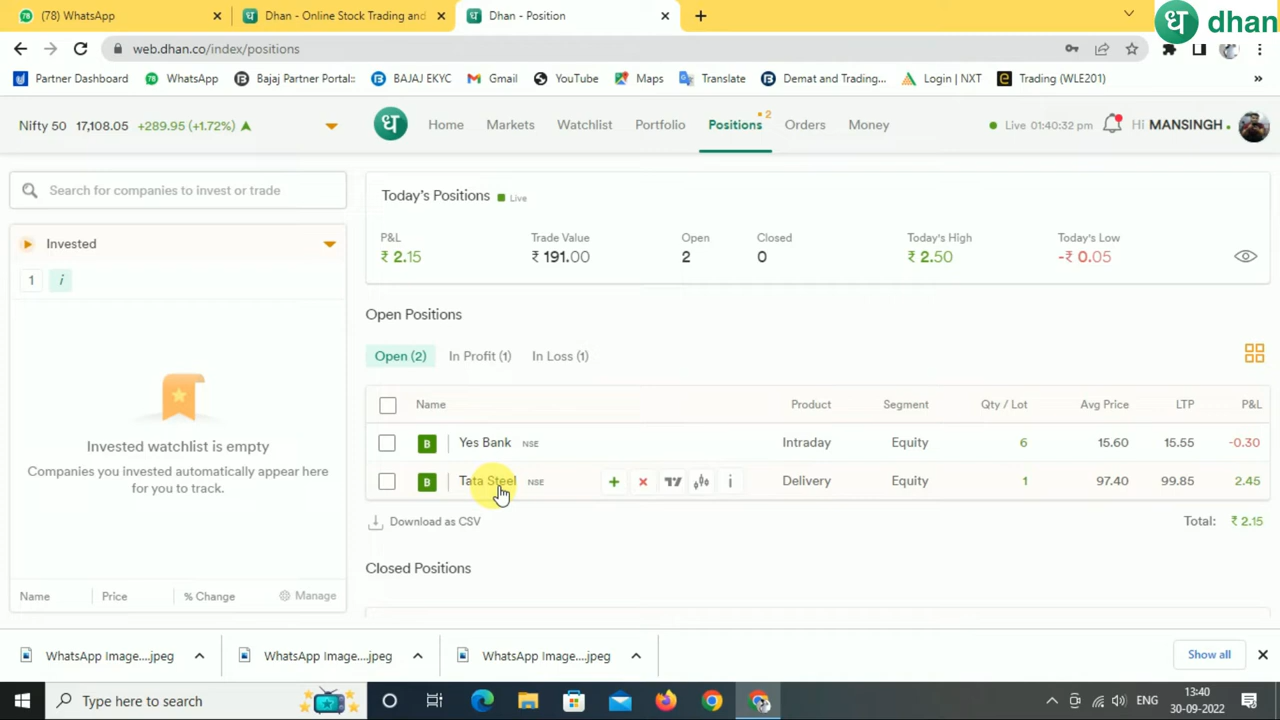 (78) WhatsApp
Dhan - Online Stock Trading and
Dhan - Position
ध dhan
web.dhan.co/index/positions
Partner Dashboard
WhatsApp
Bajaj Partner Portal::
BAJAJ EKYC
Gmail
YouTube
Maps
Translate
Demat and Trading...
Login | NXT
Trading (WLE201)
»
Nifty 50 17,108.05 +289.95 (+1.72%)
ध
Home
Markets
Watchlist
Portfolio
Positions 2
Orders
Money
Live 01:40:32 pm
Hi MANSINGH
Search for companies to invest or trade
Invested
1 i
Invested watchlist is empty
Companies you invested automatically appear here
for you to track.
Name Price % Change Manage
Today's Positions Live
P&L Trade Value Open Closed Today's High Today's Low
₹ 2.15 ₹ 191.00 2 0 ₹ 2.50 -₹ 0.05
Open Positions
Open (2) In Profit (1) In Loss (1)
Name Product Segment Qty / Lot Avg Price LTP P&L
B Yes Bank NSE Intraday Equity 6 15.60 15.55 -0.30
B Tata Steel NSE + × i Delivery Equity 1 97.40 99.85 2.45
Download as CSV Total: ₹ 2.15
Closed Positions
WhatsApp Image....jpeg
WhatsApp Image....jpeg
WhatsApp Image....jpeg
Show all
Type here to search
ENG
13:40
30-09-2022